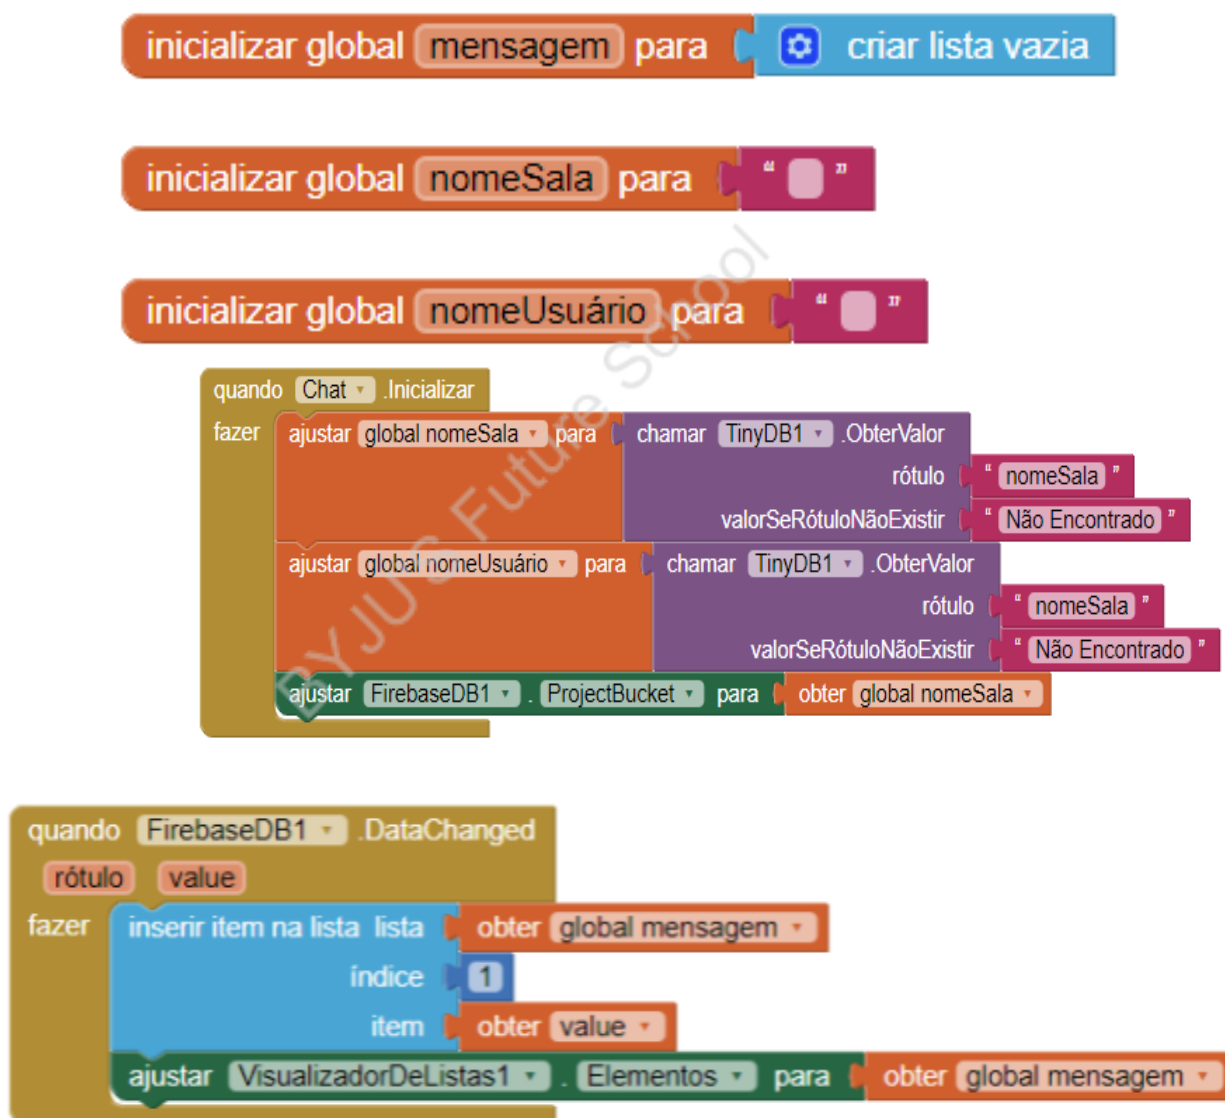 inicializar global mensagem para criar lista vazia
inicializar global nomeSala para “ ”
inicializar global nomeUsuário para “ ”
quando Chat .Inicializar
fazer ajustar global nomeSala para chamar TinyDB1 .ObterValor
rótulo “ nomeSala ”
valorSeRótuloNãoExistir “ Não Encontrado ”
ajustar global nomeUsuário para chamar TinyDB1 .ObterValor
rótulo “ nomeSala ”
valorSeRótuloNãoExistir “ Não Encontrado ”
ajustar FirebaseDB1 . ProjectBucket para obter global nomeSala
BYJU'S Future School
quando FirebaseDB1 .DataChanged
rótulo value
fazer inserir item na lista lista obter global mensagem
índice 1
item obter value
ajustar VisualizadorDeListas1 . Elementos para obter global mensagem